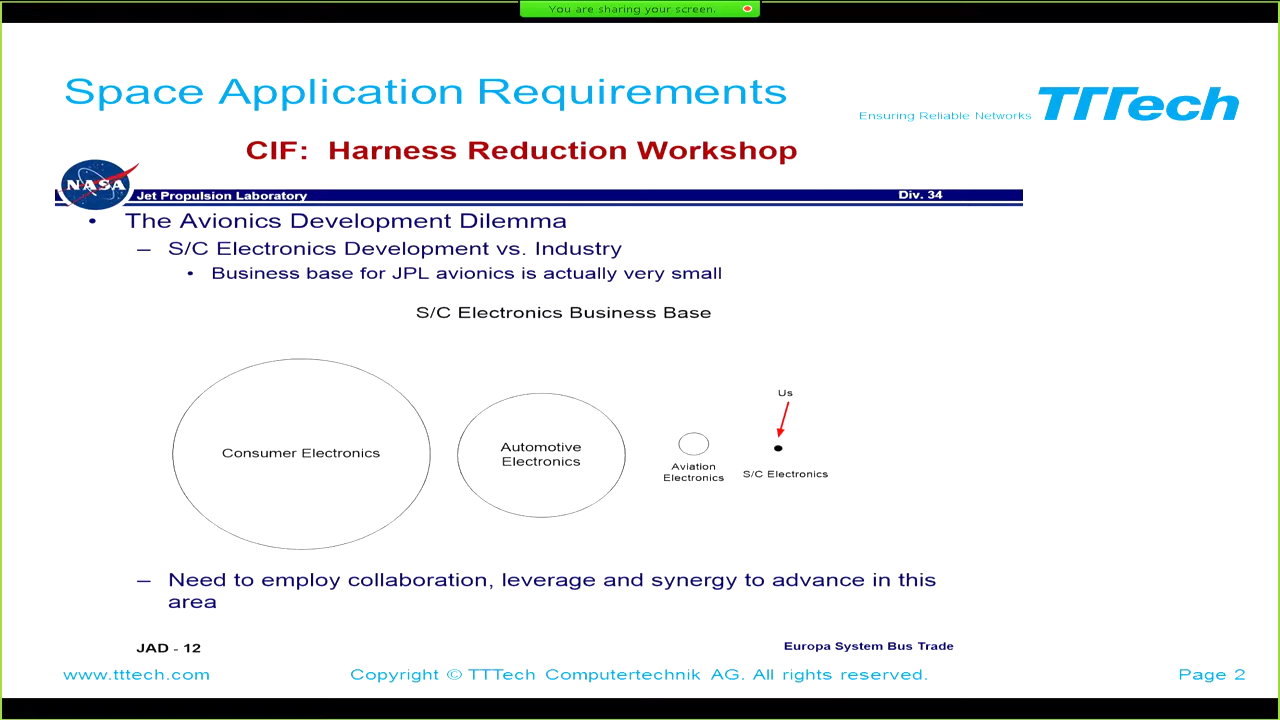 You are sharing your screen.
Space Application Requirements
Ensuring Reliable Networks TTTech
CIF: Harness Reduction Workshop
NASA
Jet Propulsion Laboratory Div. 34
• The Avionics Development Dilemma
– S/C Electronics Development vs. Industry
• Business base for JPL avionics is actually very small
S/C Electronics Business Base
Us
Consumer Electronics
Automotive
Electronics
Aviation
Electronics
S/C Electronics
– Need to employ collaboration, leverage and synergy to advance in this
area
JAD - 12
Europa System Bus Trade
www.tttech.com Copyright © TTTech Computertechnik AG. All rights reserved. Page 2